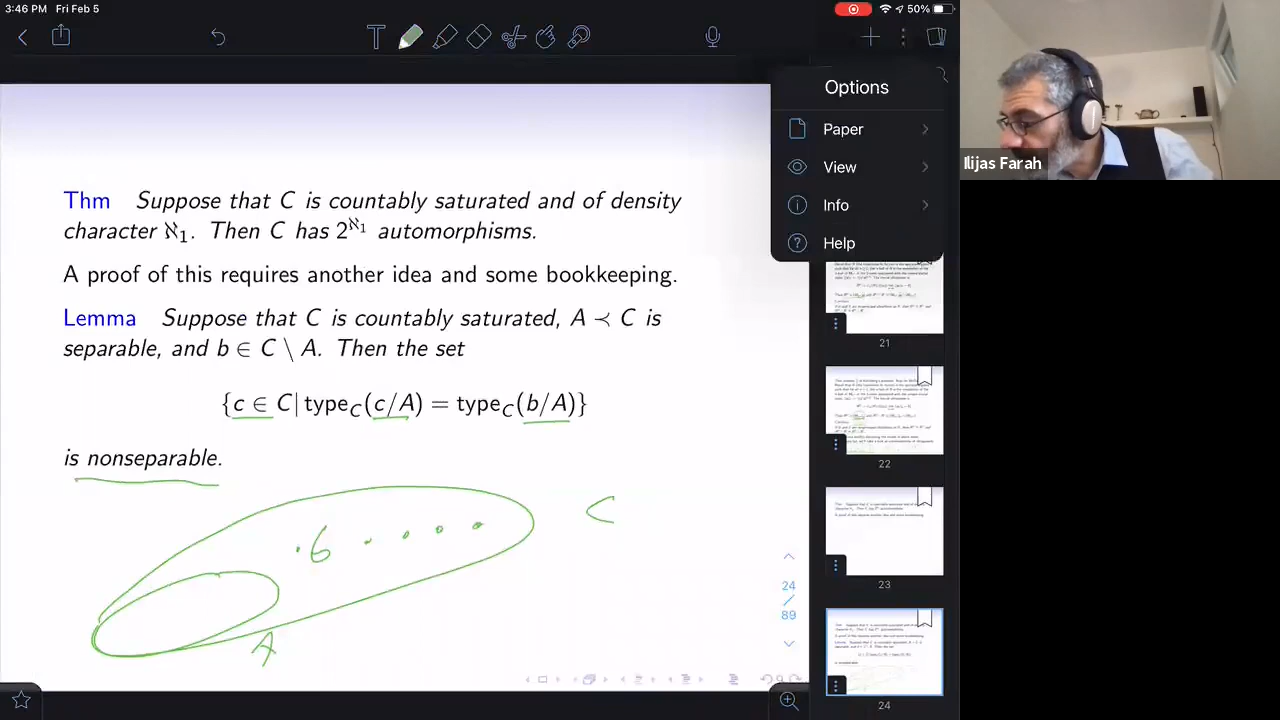 3:46 PM Fri Feb 5
50%
T
Options
Paper
View
Info
Help
Ilijas Farah
Thm Suppose that C is countably saturated and of density
character ℵ₁. Then C has 2^ℵ₁ automorphisms.
A proof of this requires another idea and some bookkeeping.
Lemma Suppose that C is countably saturated, A ≺ C is
separable, and b ∈ C \ A. Then the set
{c ∈ C| type_C(c/A) = type_C(b/A)}
is nonseparable.
C
b
A
24
/
89
21
22
23
24